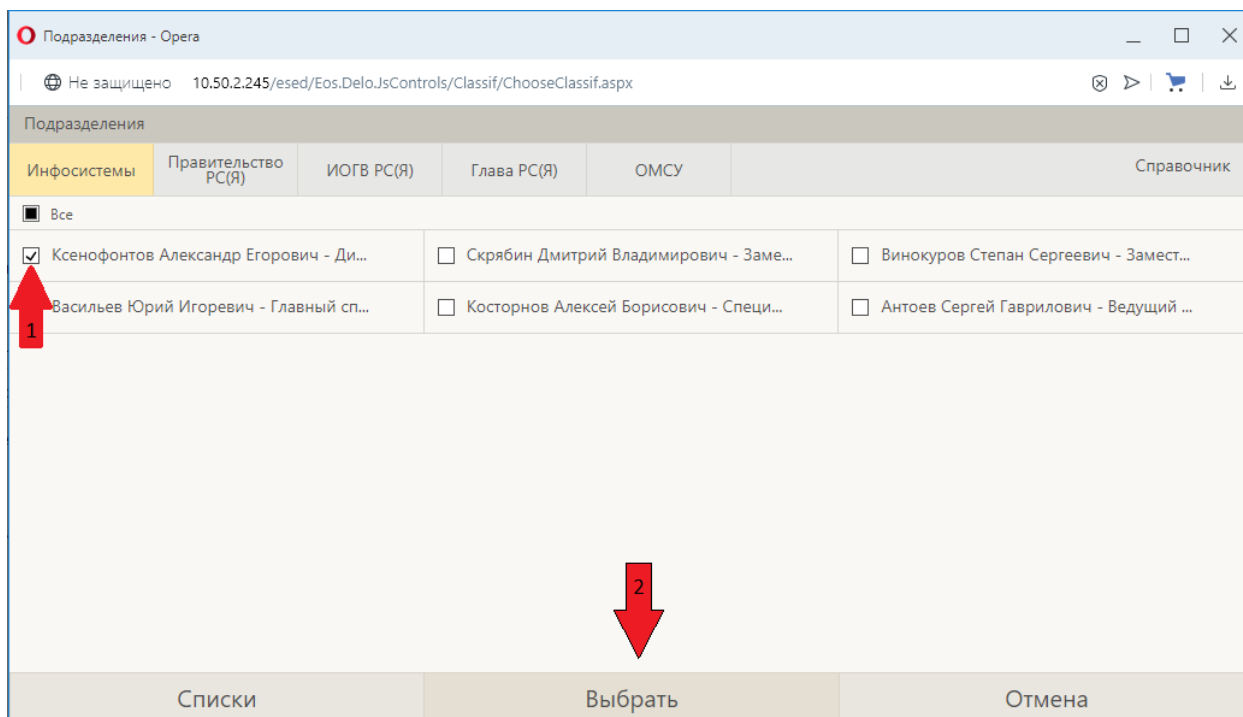 Подразделения - Opera
Не защищено 10.50.2.245/esed/Eos.Delo.JsControls/Classif/ChooseClassif.aspx
Подразделения
Инфосистемы
Правительство
РС(Я)
ИОГВ РС(Я)
Глава РС(Я)
ОМСУ
Справочник
Все
Ксенофонтов Александр Егорович - Ди...
Скрябин Дмитрий Владимирович - Заме...
Винокуров Степан Сергеевич - Замест...
Васильев Юрий Игоревич - Главный сп...
Косторнов Алексей Борисович - Специ...
Антоев Сергей Гаврилович - Ведущий ...
1
2
Списки
Выбрать
Отмена